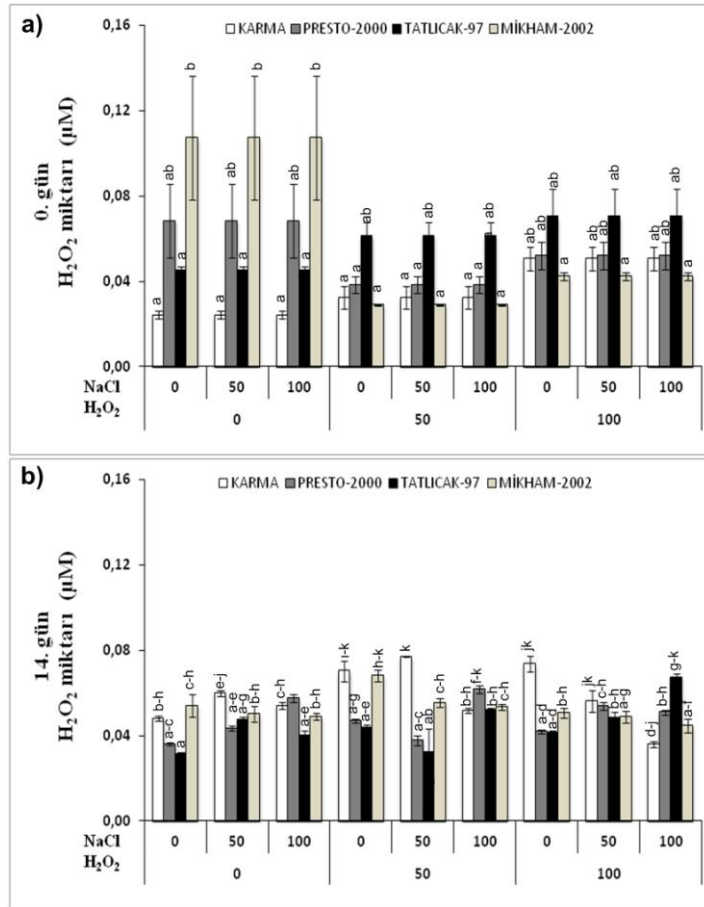 a)
KARMA PRESTO-2000 TATLICAK-97 MİKHAM-2002
0. gün
H₂O₂ miktarı (µM)
0,16
0,12
0,08
0,04
0,00
a ab a b a ab a b a ab a b a a ab a a a ab a a a ab a ab ab ab a ab ab ab a ab ab ab a
NaCl 0 50 100 0 50 100 0 50 100
H₂O₂ 0 50 100
b)
KARMA PRESTO-2000 TATLICAK-97 MİKHAM-2002
14. gün
H₂O₂ miktarı (µM)
0,16
0,12
0,08
0,04
0,00
b-h a-c a c-h e-j a-e a-g b-h c-h a-e b-h i-k a-g a-e h-k k a-c ab c-h b-h f-k b-h c-h jk a-d a-d b-h jk c-h b-h a-g d-j b-h g-k
NaCl 0 50 100 0 50 100 0 50 100
H₂O₂ 0 50 100